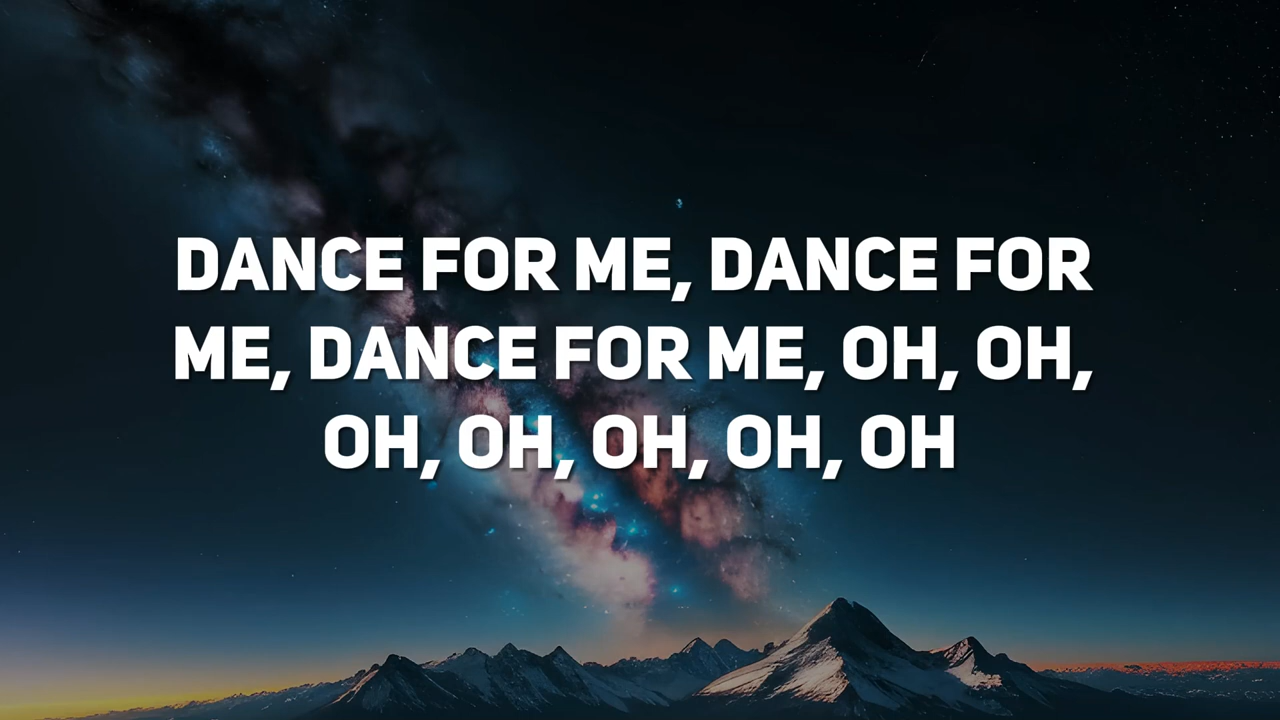 DANCE FOR ME, DANCE FOR
ME, DANCE FOR ME, OH, OH,
OH, OH, OH, OH, OH